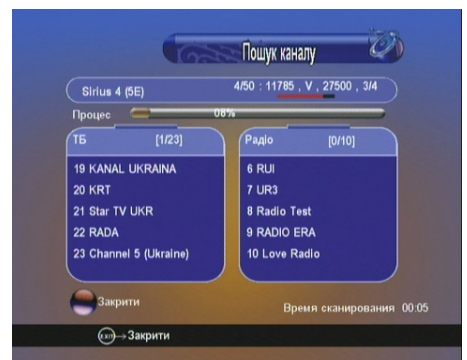 Пошук каналу
Sirius 4 (5E) 4/50 : 11785 , V , 27500 , 3/4
Процес 08%
ТБ [1/23]
19 KANAL UKRAINA
20 KRT
21 Star TV UKR
22 RADA
23 Channel 5 (Ukraine)
Радіо [0/10]
6 RUI
7 UR3
8 Radio Test
9 RADIO ERA
10 Love Radio
Закрити
Время сканирования 00:05
EXIT → Закрити